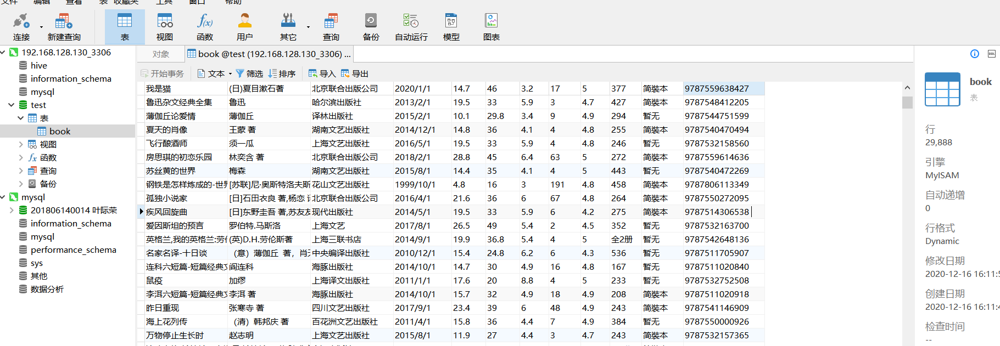 文件 编辑 查看 表 收藏夹 工具 窗口 帮助
连接 新建查询 表 视图 函数 用户 其它 查询 备份 自动运行 模型 图表
192.168.128.130_3306
hive
information_schema
mysql
test
表
book
视图
函数
查询
备份
mysql
201806140014 叶际荣
information_schema
mysql
performance_schema
sys
其他
数据分析
对象 book @test (192.168.128.130_3306) ...
开始事务 文本 筛选 排序 导入 导出
我是猫 (日)夏目漱石著 北京联合出版公司 2020/1/1 14.7 46 3.2 17 5 377 简裝本 9787559638427
鲁迅杂文经典全集 鲁迅 哈尔滨出版社 2013/2/1 19.5 33 5.9 3 4.7 427 简裝本 9787548412205
薄伽丘论爱情 薄伽丘 译林出版社 2015/2/1 10.1 29.8 3.4 9 4.9 294 暂无 9787544751599
夏天的肖像 王蒙 著 湖南文艺出版社 2014/12/1 14.8 36 4.1 4 4.8 255 简裝本 9787540470494
飞行酿酒师 须一瓜 上海文艺出版社 2016/5/1 19.5 33 5.9 4 4.8 246 暂无 9787532158560
房思琪的初恋乐园 林奕含 著 北京联合出版公司 2018/2/1 28.8 45 6.4 63 5 272 简裝本 9787559614636
苏丝黄的世界 梅森 湖南文艺出版社 2015/8/1 14.4 35 4.1 4 5 443 暂无 9787540472269
钢铁是怎样炼成的-世界 [苏联]尼·奥斯特洛夫斯 花山文艺出版社 1999/10/1 4.8 16 3 191 4.8 458 简裝本 9787806113349
孤独小说家 [日]石田衣良 著,杨恋 北京联合出版公司 2016/4/1 21.6 36 6 67 4.8 264 简裝本 9787550272095
疾风回旋曲 [日]东野圭吾 著,苏友友 现代出版社 2014/5/1 19.5 33 5.9 6 4.2 275 简裝本 9787514306538
爱因斯坦的预言 罗伯特.马斯洛 上海文艺 2017/8/1 26.5 49 5.4 2 4.5 352 暂无 9787532163700
英格兰,我的英格兰:劳伦 (英)D.H.劳伦斯著 上海三联书店 2014/9/1 19.9 36.8 5.4 4 5 全2册 暂无 9787542648136
名家名译-十日谈 （意）薄伽丘 著，肖 中央编译出版社 2010/12/1 15.4 24.8 6.2 6 4.3 536 暂无 9787511705907
连科六短篇-短篇经典文 阎连科 海豚出版社 2014/10/1 14.7 30 4.9 16 4.8 167 暂无 9787511020840
鼠疫 加缪 上海译文出版社 2011/1/1 17.6 20 8.8 4 5 233 暂无 9787532752508
李洱六短篇-短篇经典文 李洱 著 海豚出版社 2014/10/1 15.7 32 4.9 18 4.9 208 简裝本 9787511020918
昨日重现 张寒寺 著 四川文艺出版社 2017/9/1 23.4 39 6 48 4.9 243 简裝本 9787541146909
海上花列传 （清）韩邦庆 著 百花洲文艺出版社 2011/4/1 15.8 36 4.4 7 4.9 384 暂无 9787550000926
万物停止生长时 赵志明 上海文艺出版社 2015/8/1 11.9 27 4.4 3 4.7 243 简裝本 9787532157365
book
表
行
29,888
引擎
MyISAM
自动递增
0
行格式
Dynamic
修改日期
2020-12-16 16:11:5
创建日期
2020-12-16 16:11:4
检查时间
--